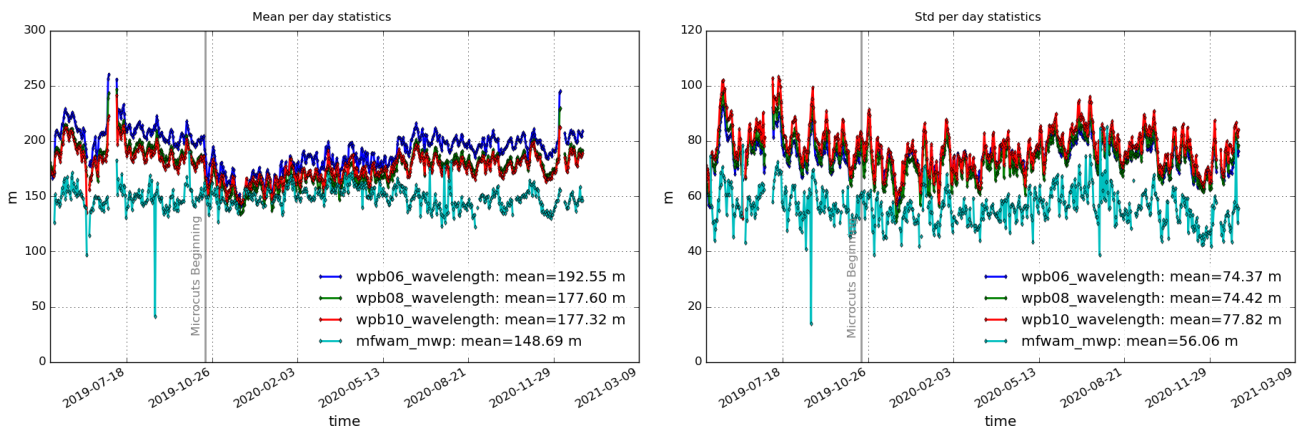 Mean per day statistics
300
250
200
150
100
50
0
m
Microcuts Beginning
wpb06_wavelength: mean=192.55 m
wpb08_wavelength: mean=177.60 m
wpb10_wavelength: mean=177.32 m
mfwam_mwp: mean=148.69 m
2019-07-18
2019-10-26
2020-02-03
2020-05-13
2020-08-21
2020-11-29
2021-03-09
time
Std per day statistics
120
100
80
60
40
20
0
m
Microcuts Beginning
wpb06_wavelength: mean=74.37 m
wpb08_wavelength: mean=74.42 m
wpb10_wavelength: mean=77.82 m
mfwam_mwp: mean=56.06 m
2019-07-18
2019-10-26
2020-02-03
2020-05-13
2020-08-21
2020-11-29
2021-03-09
time